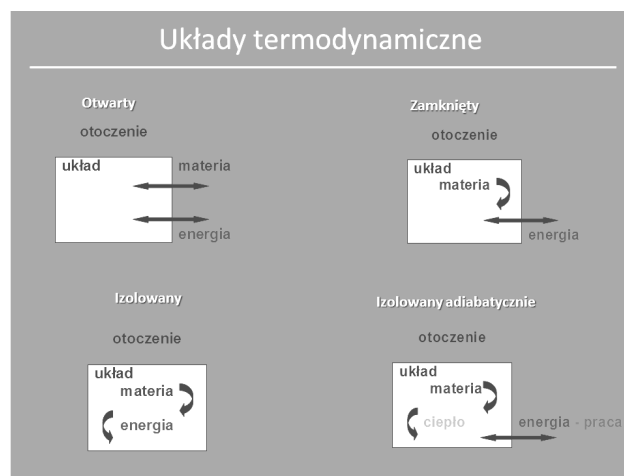 Układy termodynamiczne
Otwarty
otoczenie
układ
materia
energia
Zamknięty
otoczenie
układ
materia
energia
Izolowany
otoczenie
układ
materia
energia
Izolowany adiabatycznie
otoczenie
układ
materia
ciepło
energia - praca